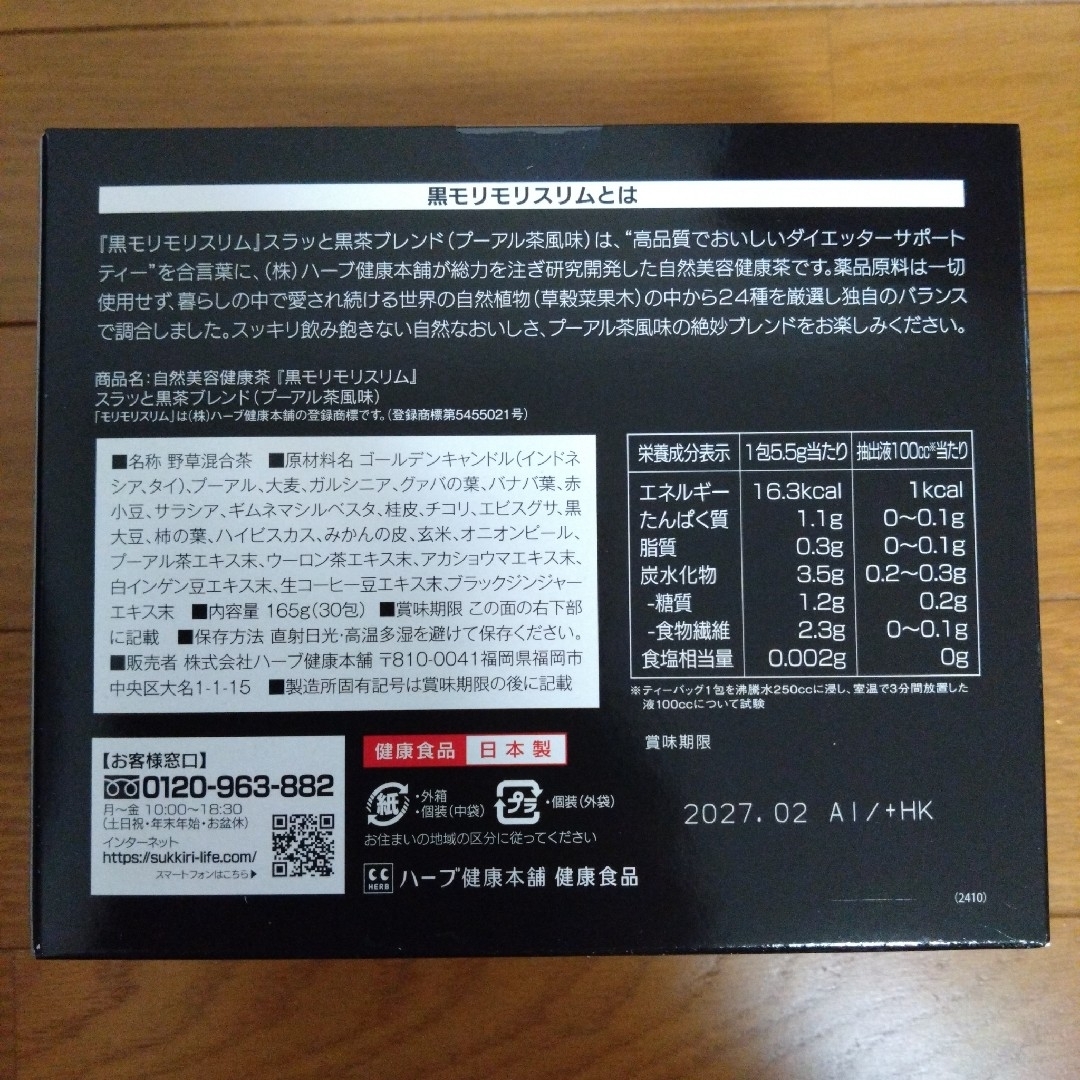 黒モリモリスリムとは
『黒モリモリスリム』スラッと黒茶ブレンド(プーアル茶風味)は、“高品質でおいしいダイエッターサポート
ティー”を合言葉に、(株)ハーブ健康本舗が総力を注ぎ研究開発した自然美容健康茶です。薬品原料は一切
使用せず、暮らしの中で愛され続ける世界の自然植物(草穀菜果木)の中から24種を厳選し独自のバランス
で調合しました。スッキリ飲み飽きない自然なおいしさ、プーアル茶風味の絶妙ブレンドをお楽しみください。
商品名:自然美容健康茶『黒モリモリスリム』
スラッと黒茶ブレンド(プーアル茶風味)
「モリモリスリム」は(株)ハーブ健康本舗の登録商標です。(登録商標第5455021号)
■名称 野草混合茶 ■原材料名 ゴールデンキャンドル(インドネ
シア、タイ)、プーアル、大麦、ガルシニア、グァバの葉、バナバ葉、赤
小豆、サラシア、ギムネマシルベスタ、桂皮、チコリ、エビスグサ、黒
大豆、柿の葉、ハイビスカス、みかんの皮、玄米、オニオンピール、
プーアル茶エキス末、ウーロン茶エキス末、アカショウマエキス末、
白インゲン豆エキス末、生コーヒー豆エキス末、ブラックジンジャー
エキス末 ■内容量 165g(30包) ■賞味期限 この面の右下部
に記載 ■保存方法 直射日光・高温多湿を避けて保存ください。
■販売者 株式会社ハーブ健康本舗 〒810-0041福岡県福岡市
中央区大名1-1-15 ■製造所固有記号は賞味期限の後に記載
栄養成分表示 1包5.5g当たり 抽出液100cc※当たり
エネルギー 16.3kcal 1kcal
たんぱく質 1.1g 0〜0.1g
脂質 0.3g 0〜0.1g
炭水化物 3.5g 0.2〜0.3g
-糖質 1.2g 0.2g
-食物繊維 2.3g 0〜0.1g
食塩相当量 0.002g 0g
※ティーバッグ1包を沸騰水250ccに浸し、室温で3分間放置した
液100ccについて試験
賞味期限
2027.02 AI/+HK
(2410)
【お客様窓口】
0120-963-882
月〜金 10:00〜18:30
(土日祝・年末年始・お盆休)
インターネット
https://sukkiri-life.com/
スマートフォンはこちら▶
健康食品 日本製
紙 ・外箱
・個装(中袋)
プラ ・個装(外袋)
お住まいの地域の区分に従ってください
CC HERB ハーブ健康本舗 健康食品